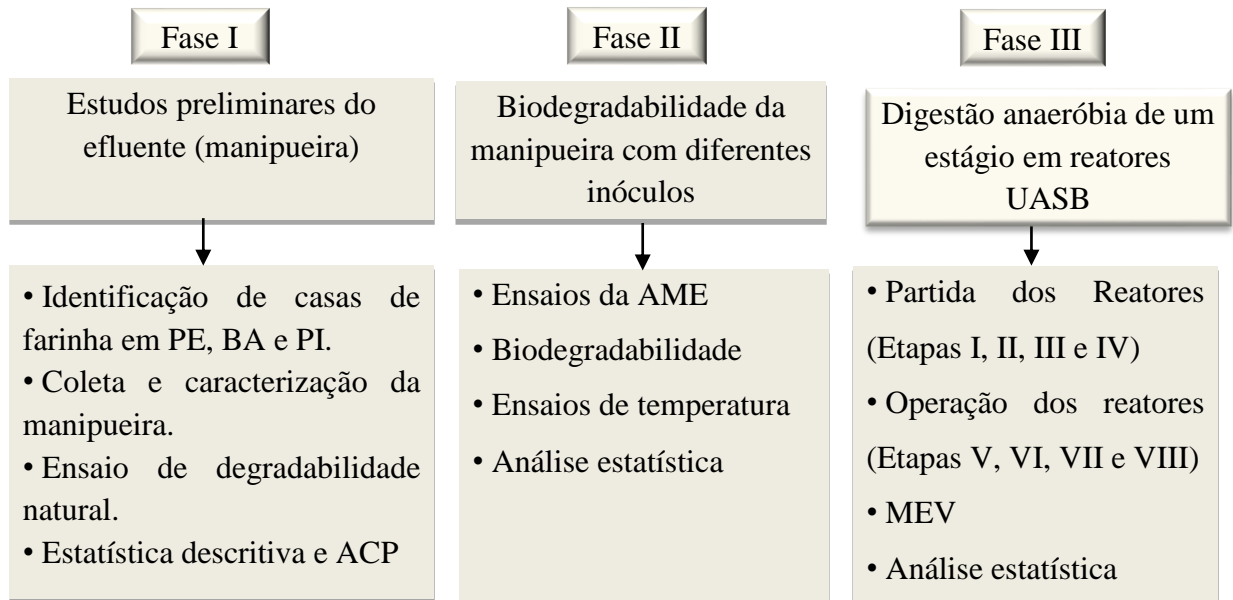 Fase I
Fase II
Fase III
Estudos preliminares do
efluente (manipueira)
Biodegradabilidade da
manipueira com diferentes
inóculos
Digestão anaeróbia de um
estágio em reatores
UASB
• Identificação de casas de
farinha em PE, BA e PI.
• Coleta e caracterização da
manipueira.
• Ensaio de degradabilidade
natural.
• Estatística descritiva e ACP
• Ensaios da AME
• Biodegradabilidade
• Ensaios de temperatura
• Análise estatística
• Partida dos Reatores
(Etapas I, II, III e IV)
• Operação dos reatores
(Etapas V, VI, VII e VIII)
• MEV
• Análise estatística